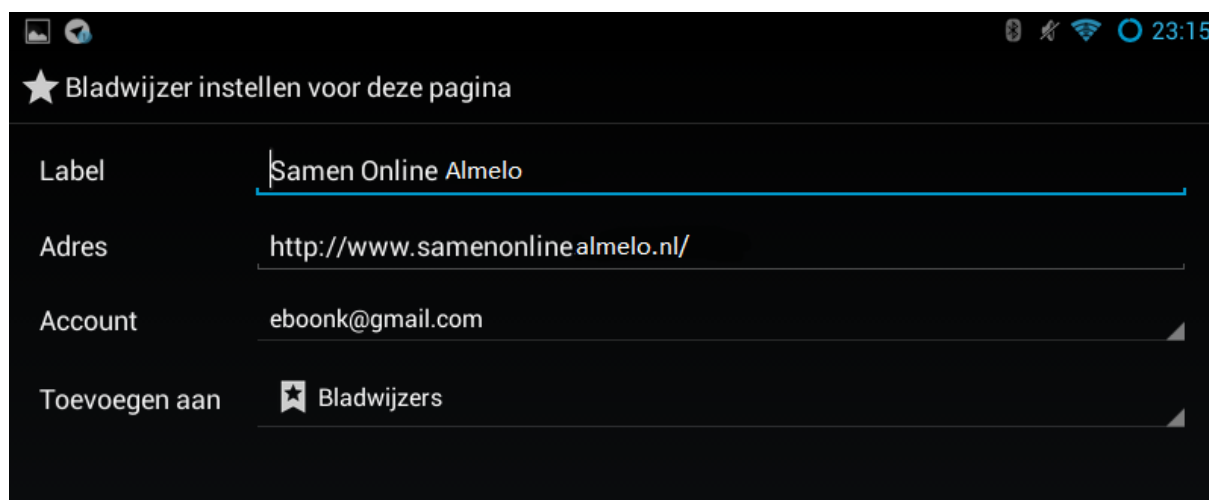 23:15
Bladwijzer instellen voor deze pagina
Label Samen Online Almelo
Adres http://www.samenonlinealmelo.nl/
Account eboonk@gmail.com
Toevoegen aan Bladwijzers